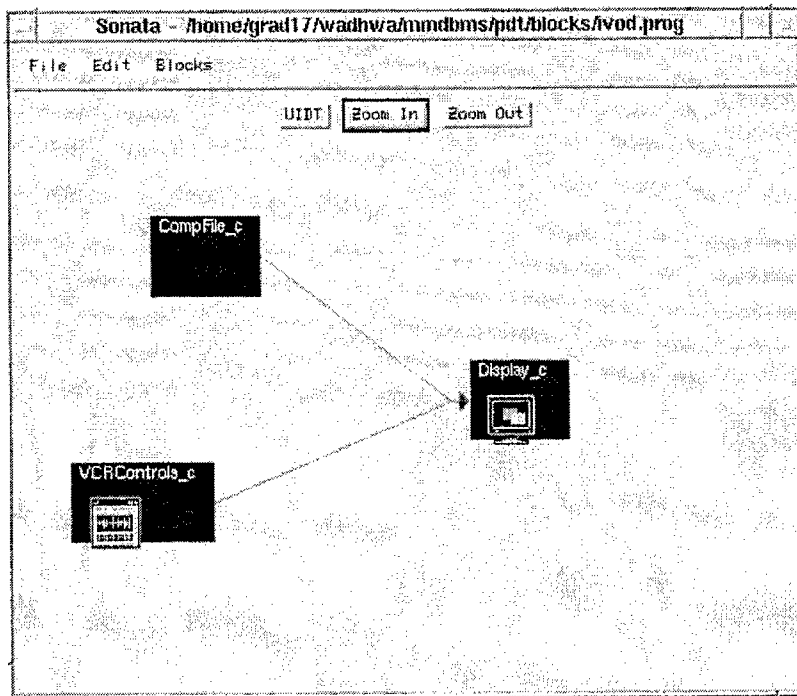 Sonata - /home/grad17/wadhwa/mmdbms/pdt/blocks/ivod.prog
File Edit Blocks
UIDT Zoom In Zoom Out
CompFile_c
Display_c
VCRControls_c